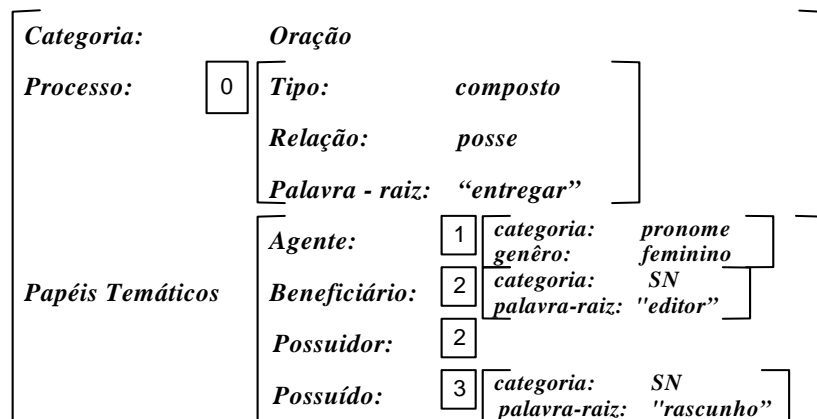 Categoria: Oração
Processo: 0 Tipo: composto
Relação: posse
Palavra - raiz: “entregar”
Agente: 1 categoria: pronome
genêro: feminino
Papéis Temáticos Beneficiário: 2 categoria: SN
palavra-raiz: "editor”
Possuidor: 2
Possuído: 3 categoria: SN
palavra-raiz: "rascunho”